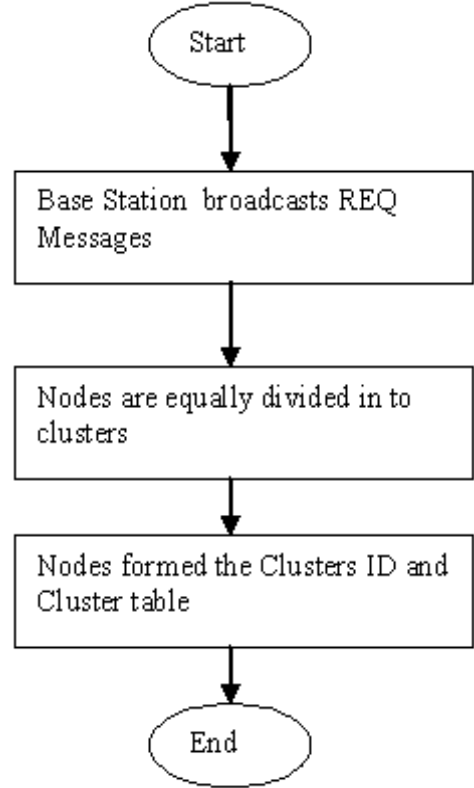 Start
Base Station broadcasts REQ
Messages
Nodes are equally divided in to
clusters
Nodes formed the Clusters ID and
Cluster table
End